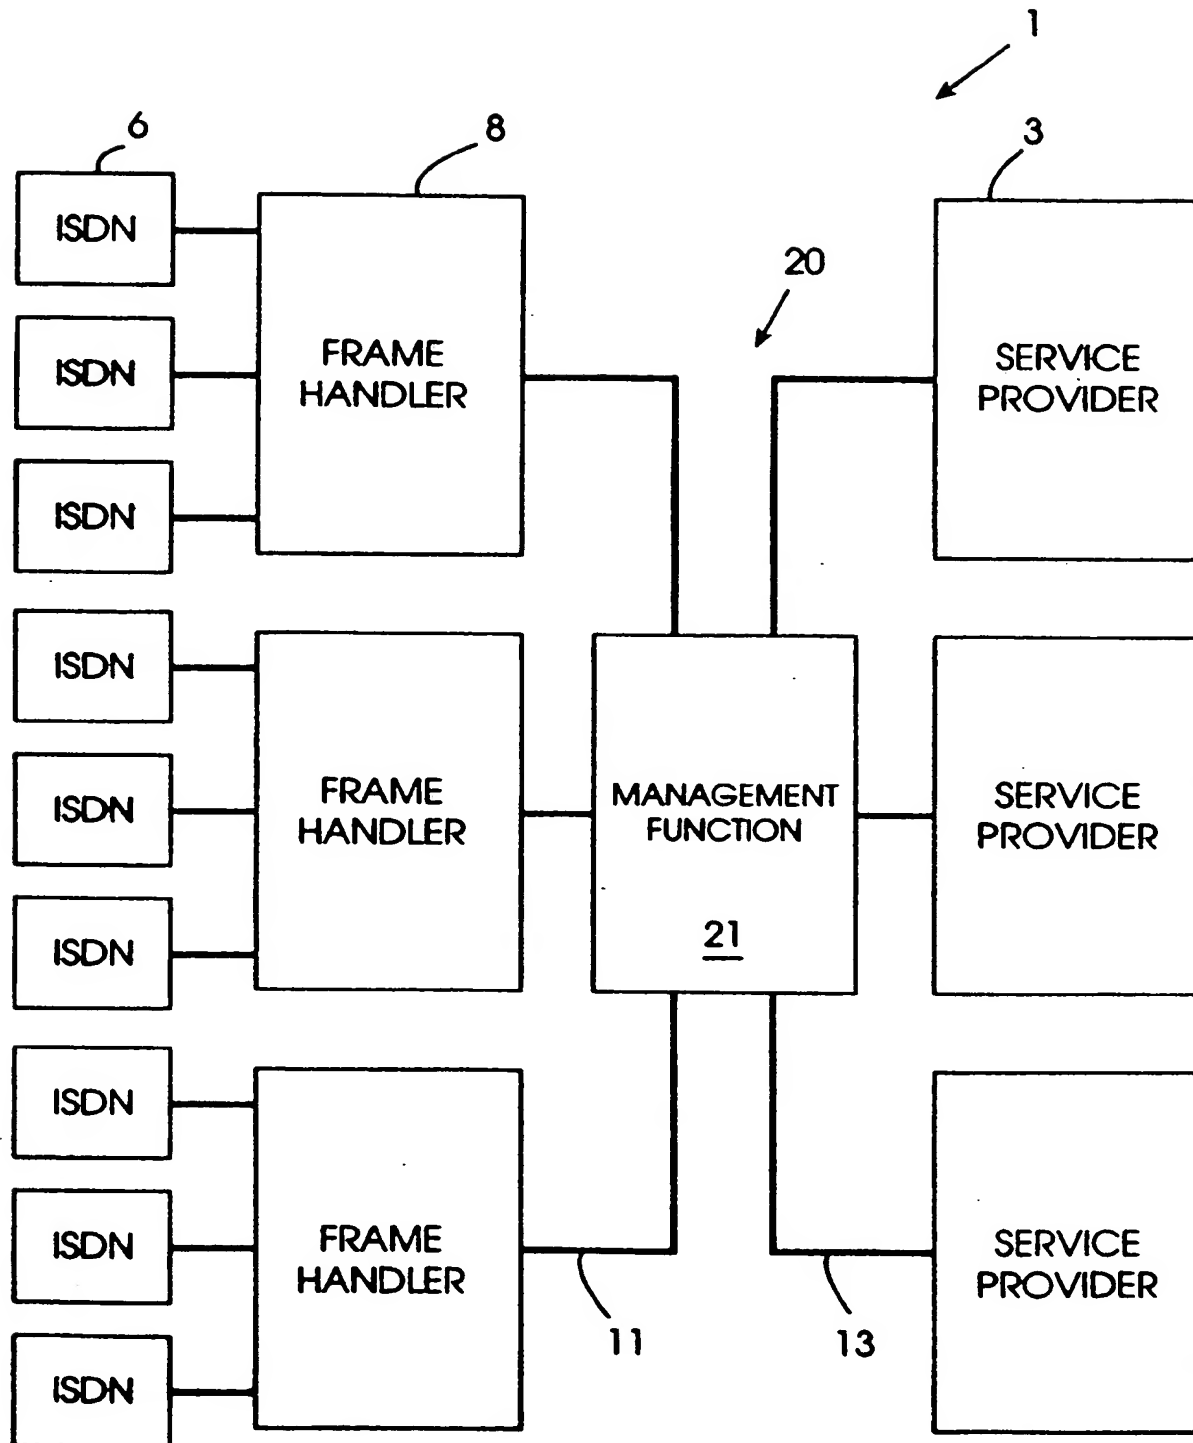 1
6
8
3
ISDN
ISDN
ISDN
FRAME
HANDLER
20
SERVICE
PROVIDER
ISDN
ISDN
ISDN
FRAME
HANDLER
MANAGEMENT
FUNCTION
21
SERVICE
PROVIDER
ISDN
ISDN
ISDN
FRAME
HANDLER
11
13
SERVICE
PROVIDER